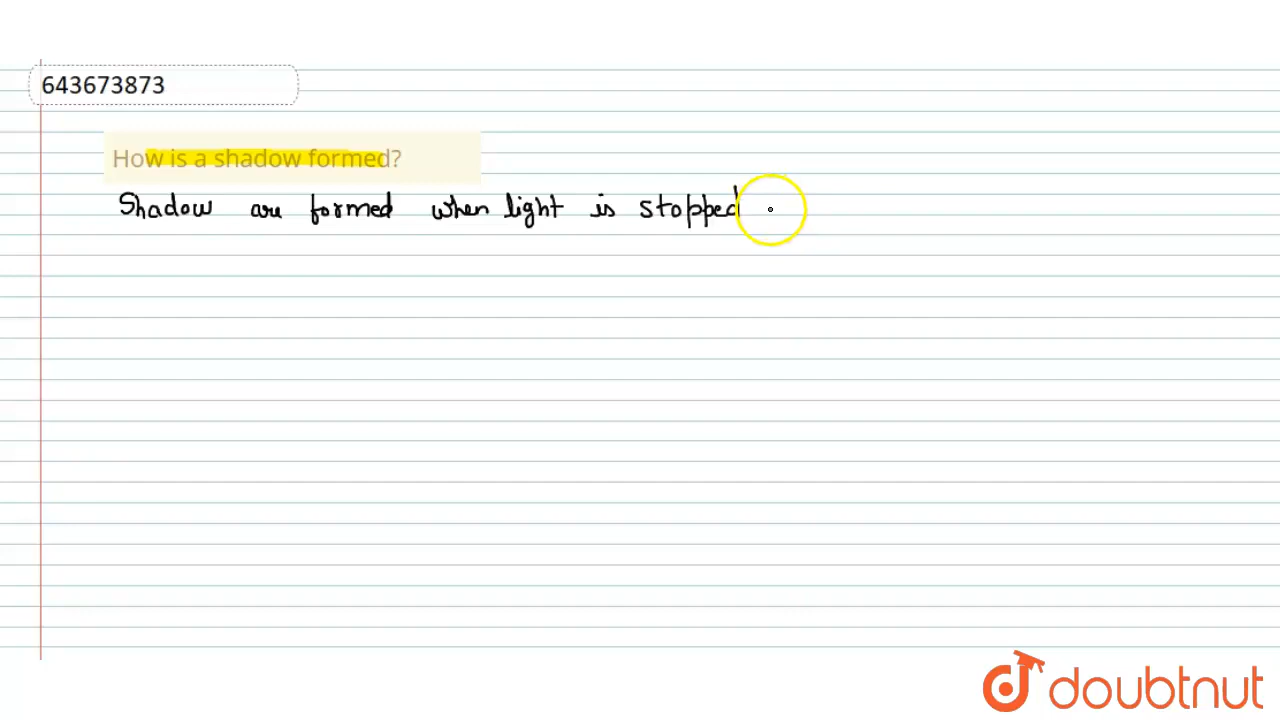 643673873
How is a shadow formed?
Shadow are formed when light is stopped
doubtnut